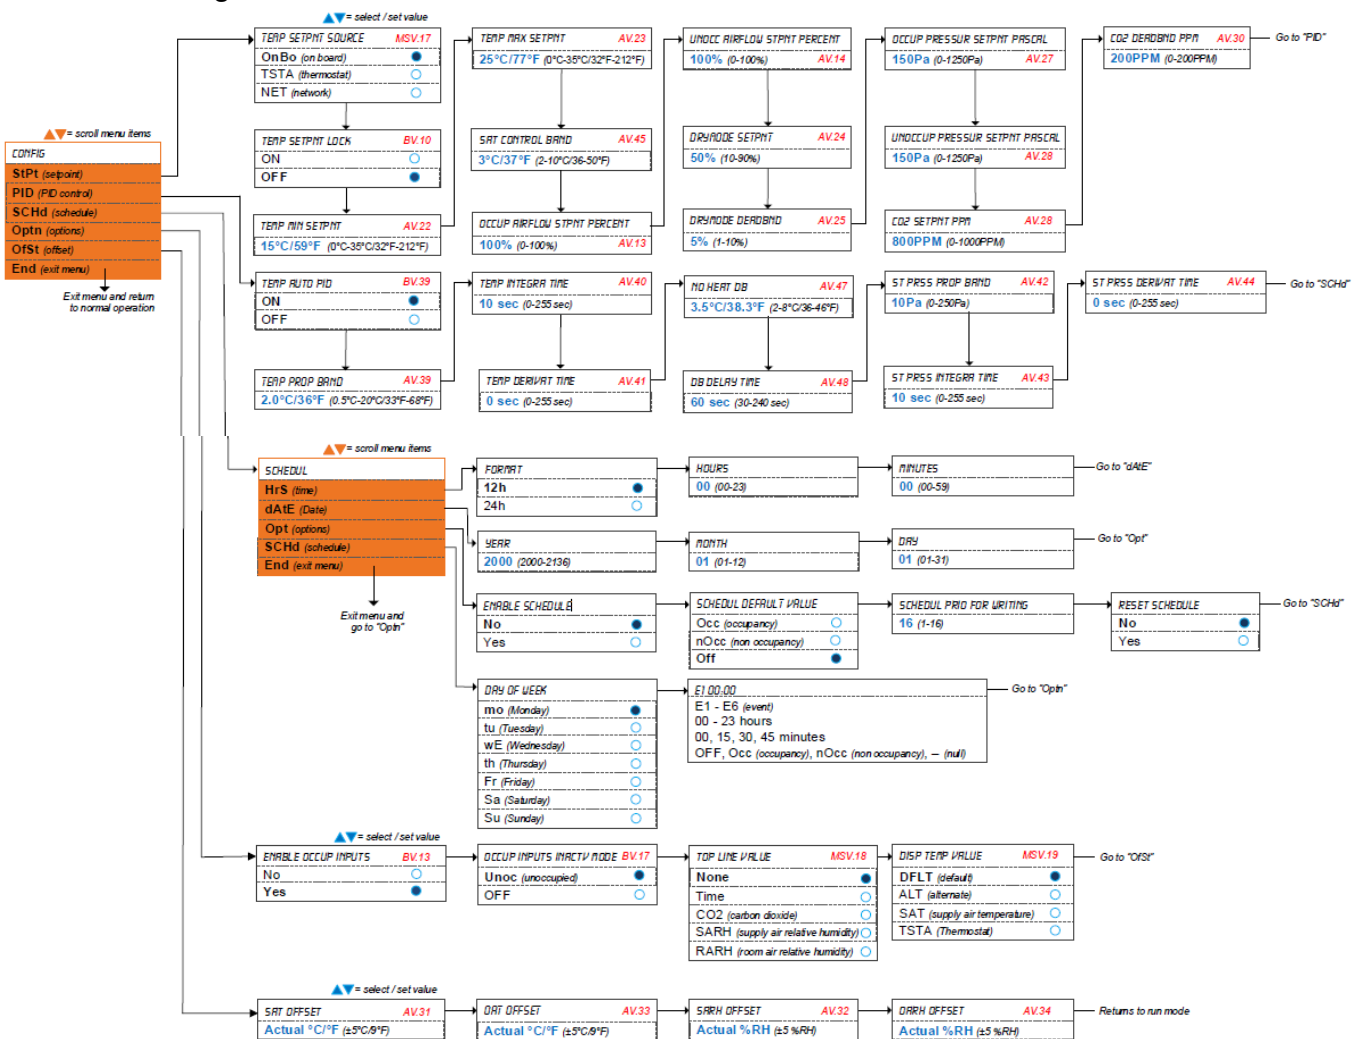 = select / set value
TEMP SETPNT SOURCE MSV.17
OnBo (on board)
TSTA (thermostat)
NET (network)
TEMP SETPNT LOCK BV.10
ON
OFF
TEMP MIN SETPNT AV.22
15°C/59°F (0°C-35°C/32°F-212°F)
TEMP MAX SETPNT AV.23
25°C/77°F (0°C-35°C/32°F-212°F)
SAT CONTROL BAND AV.45
3°C/37°F (2-10°C/36-50°F)
OCCUP AIRFLOW STPNT PERCENT
100% (0-100%) AV.13
UNOCC AIRFLOW STPNT PERCENT
100% (0-100%) AV.14
DRYMODE SETPNT AV.24
50% (10-90%)
DRYMODE DEADBND AV.25
5% (1-10%)
OCCUP PRESSUR SETPNT PASCAL
150Pa (0-1250Pa) AV.27
UNOCCUP PRESSUR SETPNT PASCAL
150Pa (0-1250Pa) AV.28
CO2 SETPNT PPM AV.28
800PPM (0-1000PPM)
CO2 DEADBND PPM AV.30
200PPM (0-200PPM)
Go to "PID"
= scroll menu items
CONFIG
StPt (setpoint)
PID (PID control)
SCHd (schedule)
Optn (options)
OfSt (offset)
End (exit menu)
Exit menu and return
to normal operation
TEMP AUTO PID BV.39
ON
OFF
TEMP PROP BAND AV.39
2.0°C/36°F (0.5°C-20°C/33°F-68°F)
TEMP INTEGRA TIME AV.40
10 sec (0-255 sec)
TEMP DERIVAT TIME AV.41
0 sec (0-255 sec)
NO HEAT DB AV.47
3.5°C/38.3°F (2-8°C/36-46°F)
DB DELAY TIME AV.48
60 sec (30-240 sec)
ST PRSS PROP BAND AV.42
10Pa (0-250Pa)
ST PRSS INTEGRA TIME AV.43
10 sec (0-255 sec)
ST PRSS DERIVAT TIME AV.44
0 sec (0-255 sec)
Go to "SCHd"
= scroll menu items
SCHEDUL
HrS (time)
dAtE (Date)
Opt (options)
SCHd (schedule)
End (exit menu)
Exit menu and
go to "Optn"
FORMAT
12h
24h
HOURS
00 (00-23)
MINUTES
00 (00-59)
Go to "dAtE"
YEAR
2000 (2000-2136)
MONTH
01 (01-12)
DAY
01 (01-31)
Go to "Opt"
ENABLE SCHEDULE
No
Yes
SCHEDUL DEFAULT VALUE
Occ (occupancy)
nOcc (non occupancy)
Off
SCHEDUL PRIO FOR WRITING
16 (1-16)
RESET SCHEDULE
No
Yes
Go to "SCHd"
DAY OF WEEK
mo (Monday)
tu (Tuesday)
wE (Wednesday)
th (Thursday)
Fr (Friday)
Sa (Saturday)
Su (Sunday)
E1 00:00
E1 - E6 (event)
00 - 23 hours
00, 15, 30, 45 minutes
OFF, Occ (occupancy), nOcc (non occupancy), – (null)
Go to "Optn"
= select / set value
ENABLE OCCUP INPUTS BV.13
No
Yes
OCCUP INPUTS INACTV MODE BV.17
Unoc (unoccupied)
OFF
TOP LINE VALUE MSV.18
None
Time
CO2 (carbon dioxide)
SARH (supply air relative humidity)
RARH (room air relative humidity)
DISP TEMP VALUE MSV.19
DFLT (default)
ALT (alternate)
SAT (supply air temperature)
TSTA (Thermostat)
Go to "OfSt"
= select / set value
SAT OFFSET AV.31
Actual °C/°F (±5°C/9°F)
OAT OFFSET AV.33
Actual °C/°F (±5°C/9°F)
SARH OFFSET AV.32
Actual %RH (±5 %RH)
OARH OFFSET AV.34
Actual %RH (±5 %RH)
Returns to run mode